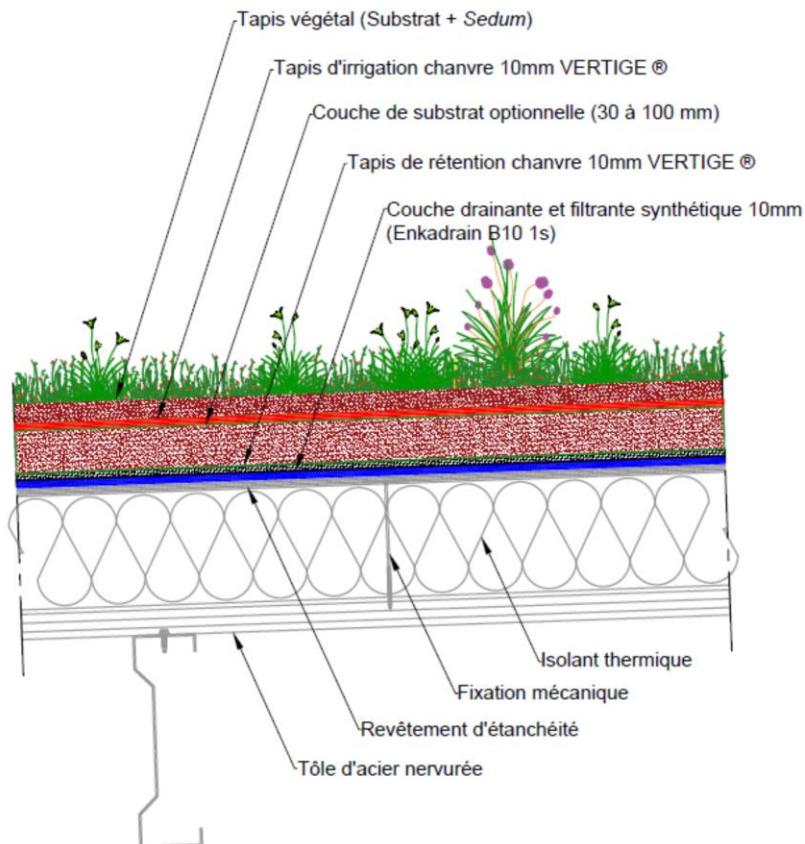 Tapis végétal (Substrat + Sedum)
Tapis d'irrigation chanvre 10mm VERTIGE ®
Couche de substrat optionnelle (30 à 100 mm)
Tapis de rétention chanvre 10mm VERTIGE ®
Couche drainante et filtrante synthétique 10mm
(Enkadrain B10 1s)
Isolant thermique
Fixation mécanique
Revêtement d'étanchéité
Tôle d'acier nervurée